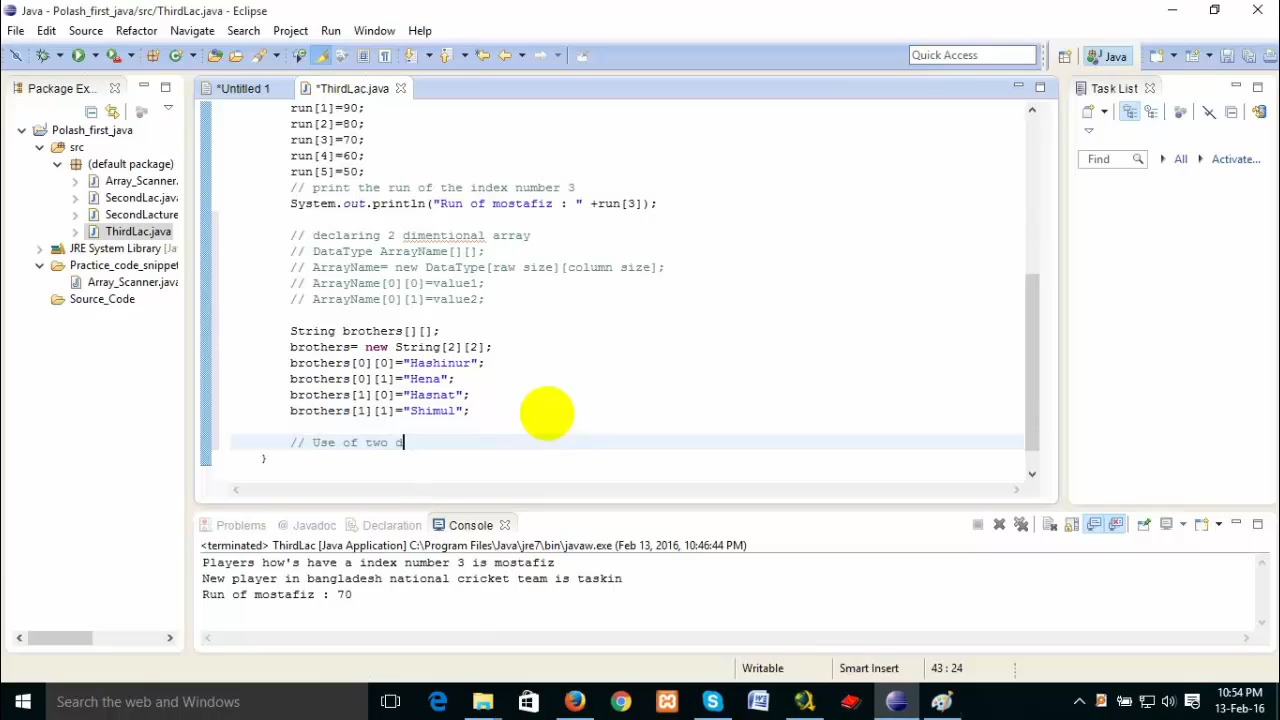 Java - Polash_first_java/src/ThirdLac.java - Eclipse
File Edit Source Refactor Navigate Search Project Run Window Help
Quick Access
Java
Package Ex...
*Untitled 1
*ThirdLac.java
Task List
Polash_first_java
src
(default package)
Array_Scanner.
SecondLac.java
SecondLacture
ThirdLac.java
JRE System Library [Ja
Practice_code_snippet
Array_Scanner.java
Source_Code
run[1]=90;
run[2]=80;
run[3]=70;
run[4]=60;
run[5]=50;
// print the run of the index number 3
System.out.println("Run of mostafiz : " +run[3]);
// declaring 2 dimentional array
// DataType ArrayName[][];
// ArrayName= new DataType[raw size][column size];
// ArrayName[0][0]=value1;
// ArrayName[0][1]=value2;
String brothers[][];
brothers= new String[2][2];
brothers[0][0]="Hashinur";
brothers[0][1]="Hena";
brothers[1][0]="Hasnat";
brothers[1][1]="Shimul";
// Use of two d
}
Find
All
Activate...
Problems
@ Javadoc
Declaration
Console
<terminated> ThirdLac [Java Application] C:\Program Files\Java\jre7\bin\javaw.exe (Feb 13, 2016, 10:46:44 PM)
Players how's have a index number 3 is mostafiz
New player in bangladesh national cricket team is taskin
Run of mostafiz : 70
Writable
Smart Insert
43 : 24
Search the web and Windows
10:54 PM
13-Feb-16